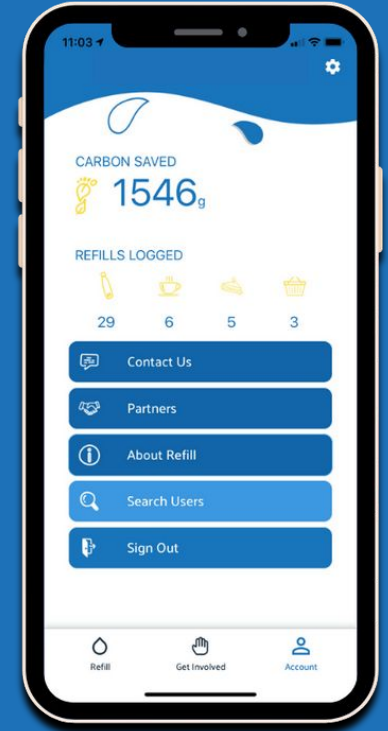 11:03
CARBON SAVED
1546g
REFILLS LOGGED
29 6 5 3
Contact Us
Partners
About Refill
Search Users
Sign Out
Refill Get Involved Account